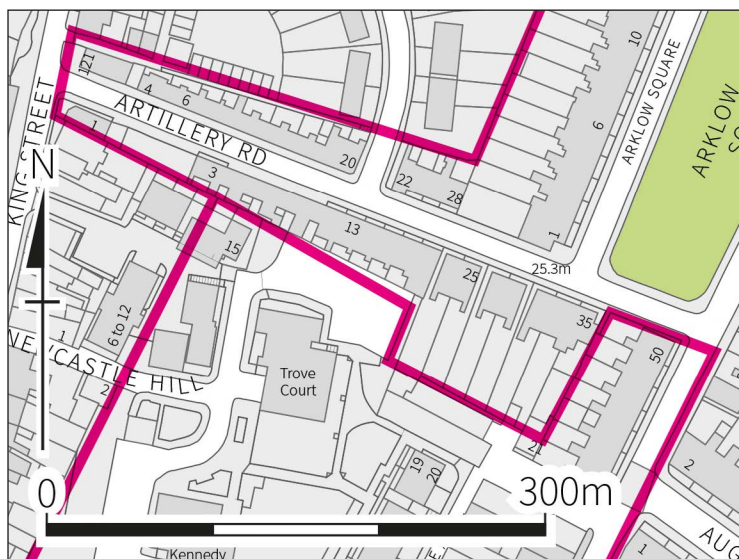 KING STREET
121
4
6
ARTILLERY RD
20
1
3
13
15
22
28
10
6
1
ARKLOW SQUARE
ARKLOW
25.3m
25
35
50
N
6 to 12
1
NEWCASTLE HILL
2
Trove
Court
21
19
20
2
1
0
300m
Kennedy